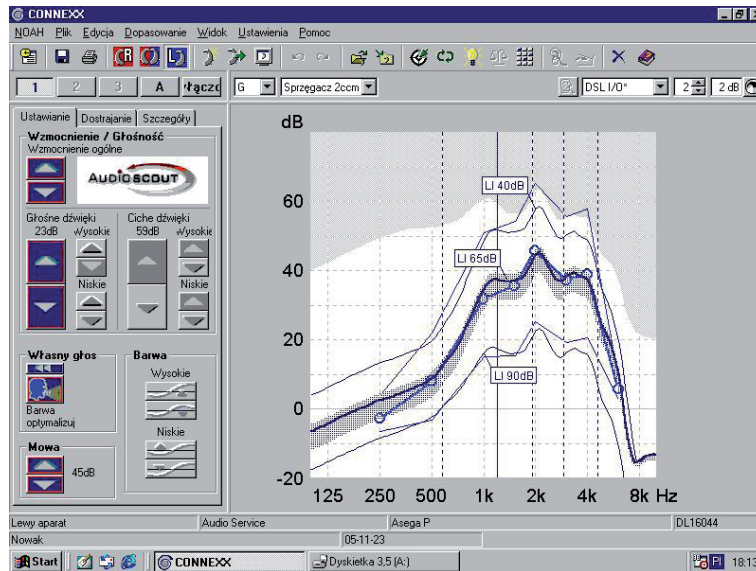 CONNEXX
NOAH Plik Edycja Dopasowanie Widok Ustawienia Pomoc
1 2 3 A włączo
G Sprzęgacz 2ccm DSL I/O* 2 2 dB
Ustawianie Dostrajanie Szczegóły
Wzmocnienie / Głośność
Wzmocnienie ogólne
AUDIOSCOUT
Głośne dźwięki Ciche dźwięki
23dB Wysokie 59dB Wysokie
Niskie Niskie
Własny głos Barwa
Wysokie
Barwa
optymalizuj
Niskie
Mowa
45dB
dB
60
40
20
0
-20
LI 40dB
LI 65dB
LI 90dB
125 250 500 1k 2k 4k 8k Hz
Lewy aparat Audio Service Asega P DL16044
Nowak 05-11-23
Start CONNEXX Dyskietka 3,5 (A:) Pl 18:13